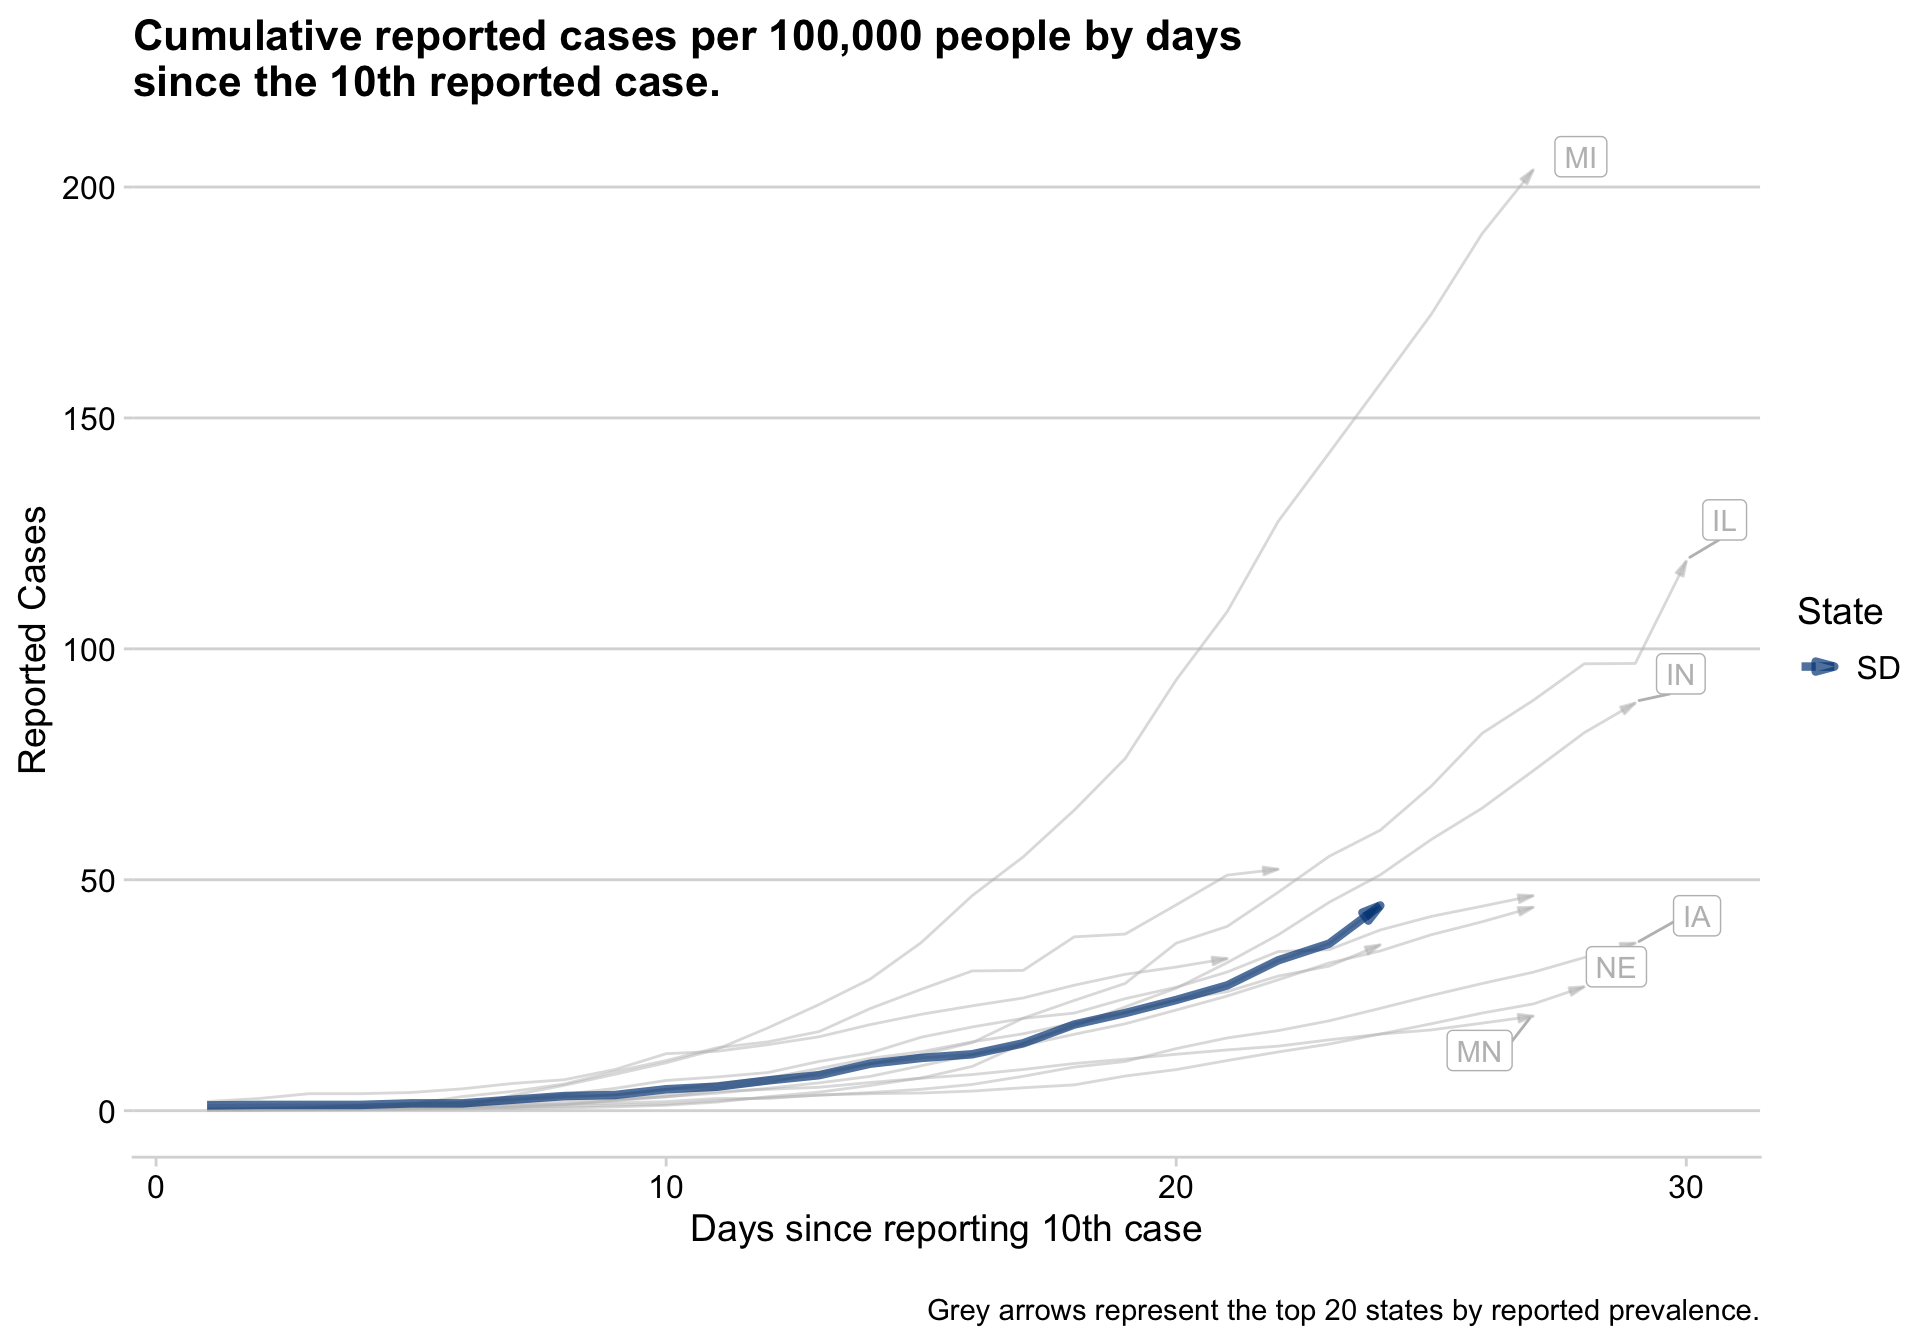 Cumulative reported cases per 100,000 people by days
since the 10th reported case.
MI
200
150
IL
Reported Cases
State
SD
100
IN
50
IA
NE
MN
0
0 10 20 30
Days since reporting 10th case
Grey arrows represent the top 20 states by reported prevalence.